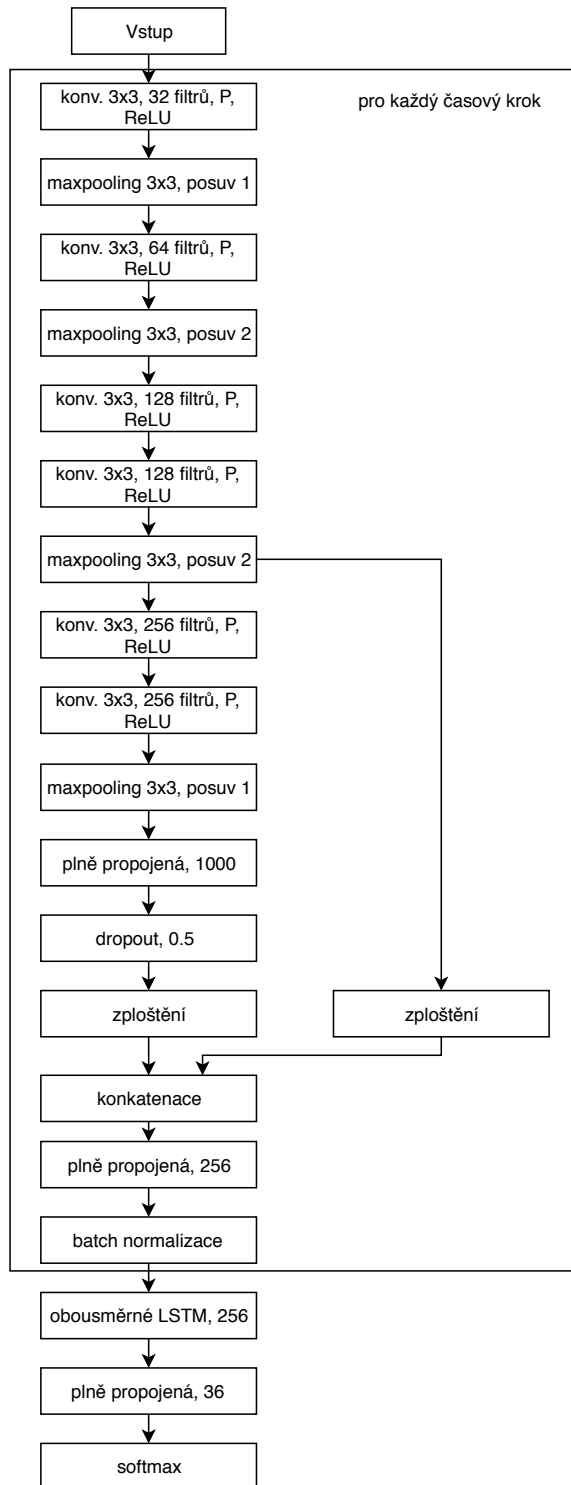 Vstup
pro každý časový krok
konv. 3x3, 32 filtrů, P,
ReLU
maxpooling 3x3, posuv 1
konv. 3x3, 64 filtrů, P,
ReLU
maxpooling 3x3, posuv 2
konv. 3x3, 128 filtrů, P,
ReLU
konv. 3x3, 128 filtrů, P,
ReLU
maxpooling 3x3, posuv 2
konv. 3x3, 256 filtrů, P,
ReLU
konv. 3x3, 256 filtrů, P,
ReLU
maxpooling 3x3, posuv 1
plně propojená, 1000
dropout, 0.5
zploštění
zploštění
konkatenace
plně propojená, 256
batch normalizace
obousměrné LSTM, 256
plně propojená, 36
softmax